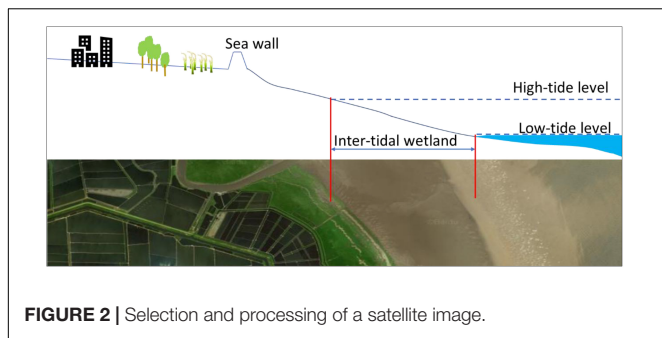 Sea wall
High-tide level
Low-tide level
Inter-tidal wetland
FIGURE 2 | Selection and processing of a satellite image.